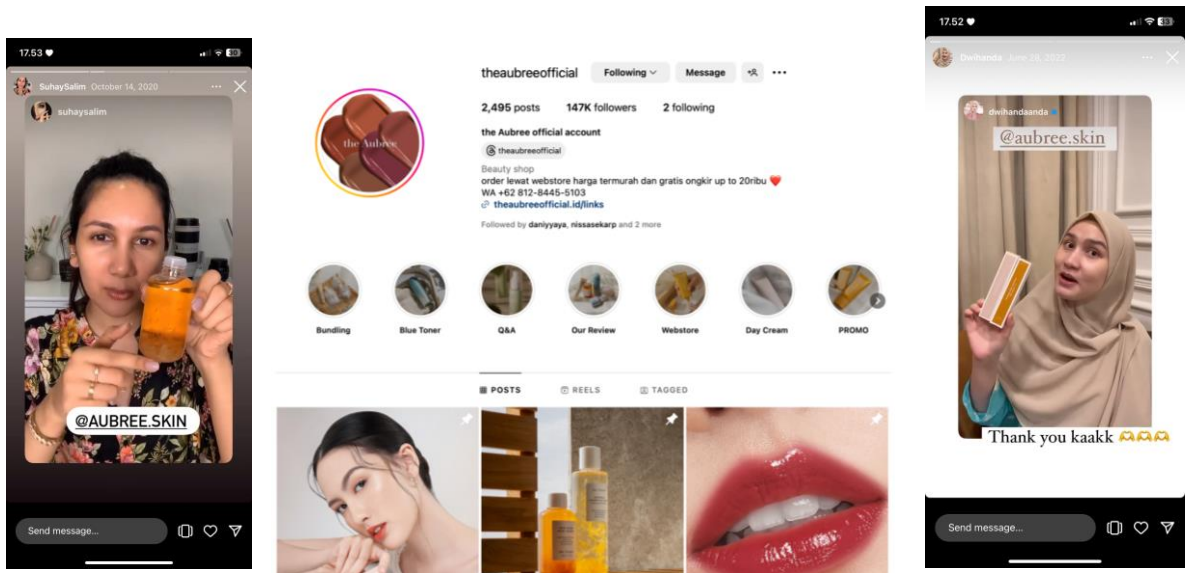 17.53
30
SuhaySalim October 14, 2020
suhaysalim
@AUBREE.SKIN
Send message...
theaubreeofficial Following Message
2,495 posts 147K followers 2 following
the Aubree official account
theaubreeofficial
Beauty shop
order lewat webstore harga termurah dan gratis ongkir up to 20ribu ❤️
WA +62 812-8445-5103
theaubreeofficial.id/links
Followed by daniyyaya, nissasekarp and 2 more
the Aubree
Bundling Blue Toner Q&A Our Review Webstore Day Cream PROMO
POSTS REELS TAGGED
17.52
33
Dwihanda
dwihandaanda
@aubree.skin
Thank you kaakk 🫶🫶🫶
Send message...